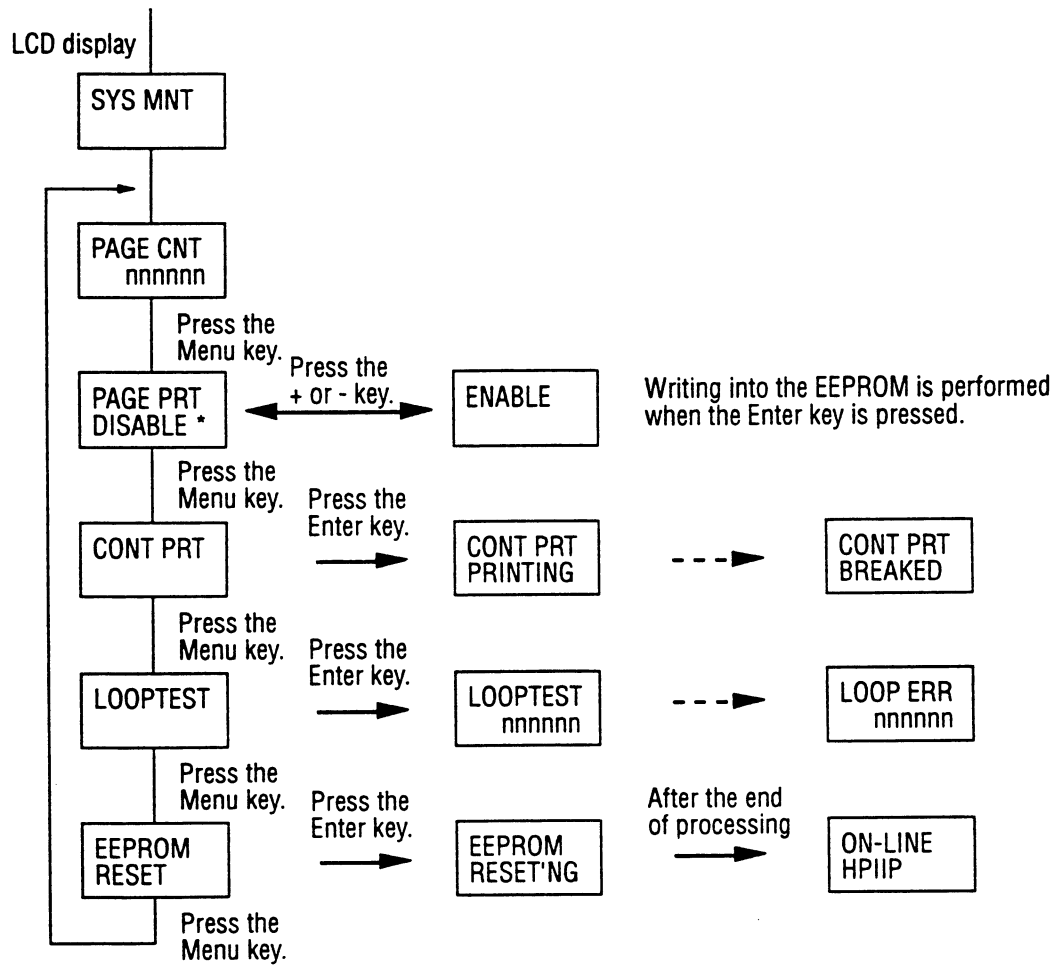 LCD display
SYS MNT
PAGE CNT
nnnnnn
Press the
Menu key.
PAGE PRT
DISABLE *
Press the
+ or - key.
ENABLE
Writing into the EEPROM is performed
when the Enter key is pressed.
Press the
Menu key.
CONT PRT
Press the
Enter key.
CONT PRT
PRINTING
CONT PRT
BREAKED
Press the
Menu key.
LOOPTEST
Press the
Enter key.
LOOPTEST
nnnnnn
LOOP ERR
nnnnnn
Press the
Menu key.
EEPROM
RESET
Press the
Enter key.
EEPROM
RESET'NG
After the end
of processing
ON-LINE
HPIIP
Press the
Menu key.